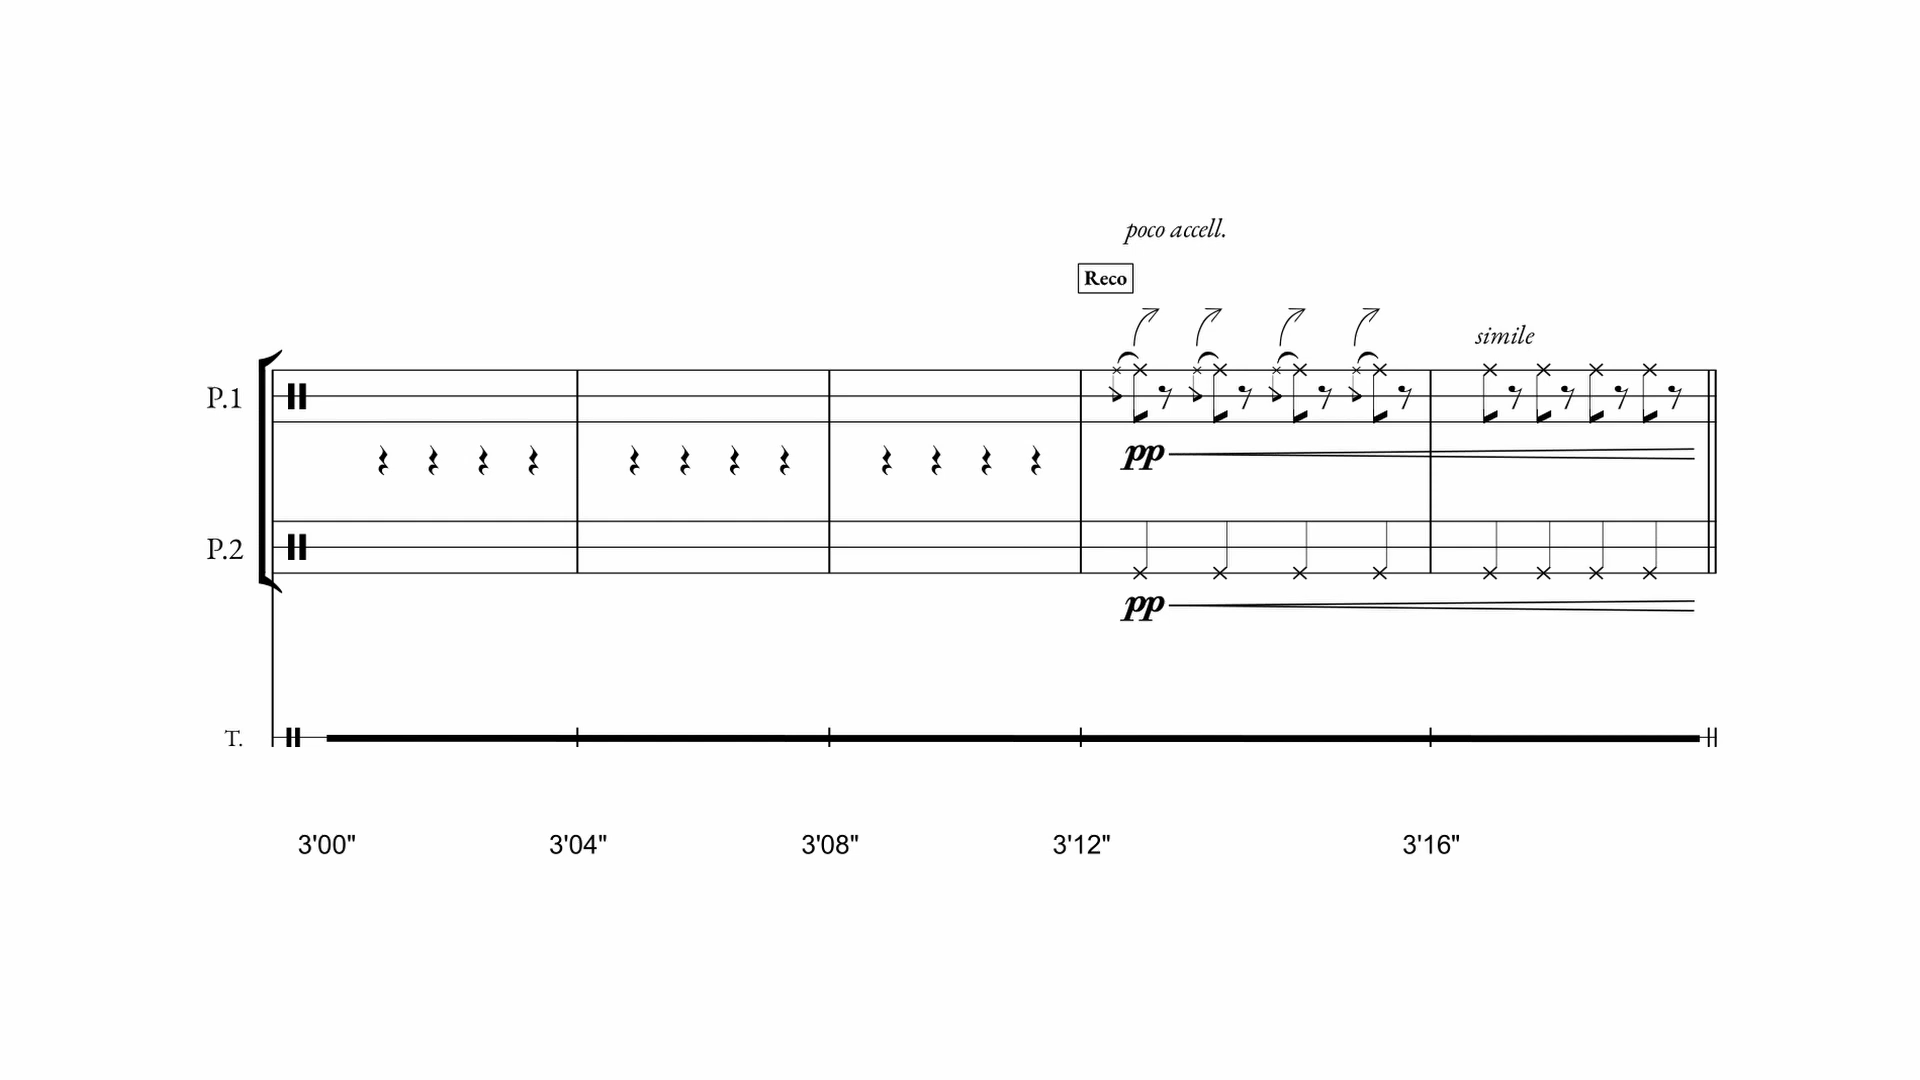 poco accell.
Reco
simile
P.1
pp
P.2
pp
T.
3'00" 3'04" 3'08" 3'12" 3'16"